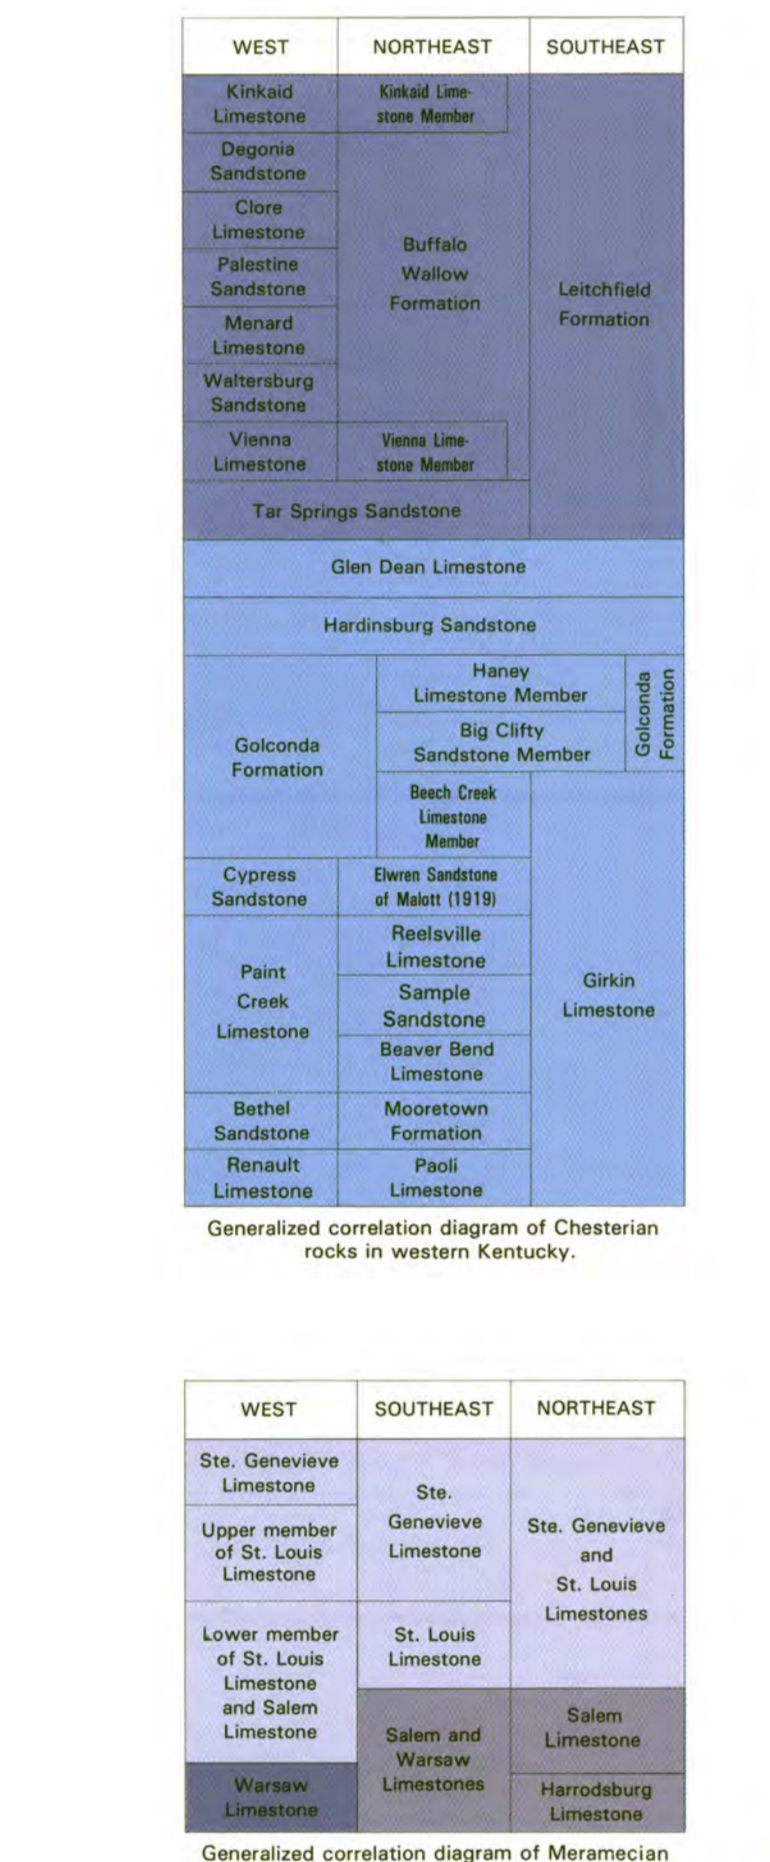 WEST
NORTHEAST
SOUTHEAST
Kinkaid
Limestone
Kinkaid Lime-
stone Member
Degonia
Sandstone
Clore
Limestone
Palestine
Sandstone
Menard
Limestone
Waltersburg
Sandstone
Vienna
Limestone
Buffalo
Wallow
Formation
Vienna Lime-
stone Member
Leitchfield
Formation
Tar Springs Sandstone
Glen Dean Limestone
Hardinsburg Sandstone
Golconda
Formation
Haney
Limestone Member
Big Clifty
Sandstone Member
Golconda
Formation
Beech Creek
Limestone
Member
Cypress
Sandstone
Elwren Sandstone
of Malott (1919)
Paint
Creek
Limestone
Reelsville
Limestone
Sample
Sandstone
Beaver Bend
Limestone
Girkin
Limestone
Bethel
Sandstone
Mooretown
Formation
Renault
Limestone
Paoli
Limestone
Generalized correlation diagram of Chesterian
rocks in western Kentucky.
WEST
SOUTHEAST
NORTHEAST
Ste. Genevieve
Limestone
Upper member
of St. Louis
Limestone
Lower member
of St. Louis
Limestone
and Salem
Limestone
Warsaw
Limestone
Ste.
Genevieve
Limestone
St. Louis
Limestone
Salem and
Warsaw
Limestones
Ste. Genevieve
and
St. Louis
Limestones
Salem
Limestone
Harrodsburg
Limestone
Generalized correlation diagram of Meramecian